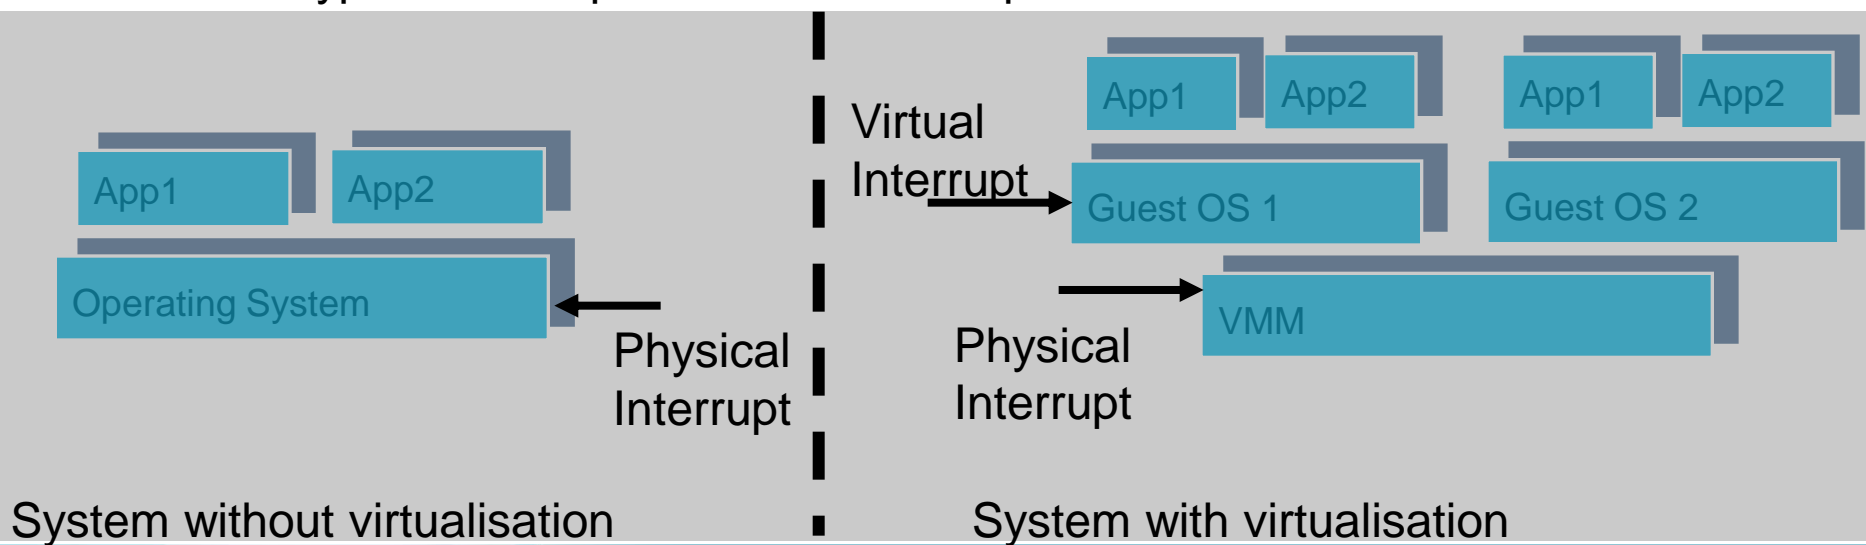 App1
App2
Operating System
Physical
Interrupt
System without virtualisation
Virtual
Interrupt
App1
App2
App1
App2
Guest OS 1
Guest OS 2
VMM
Physical
Interrupt
System with virtualisation